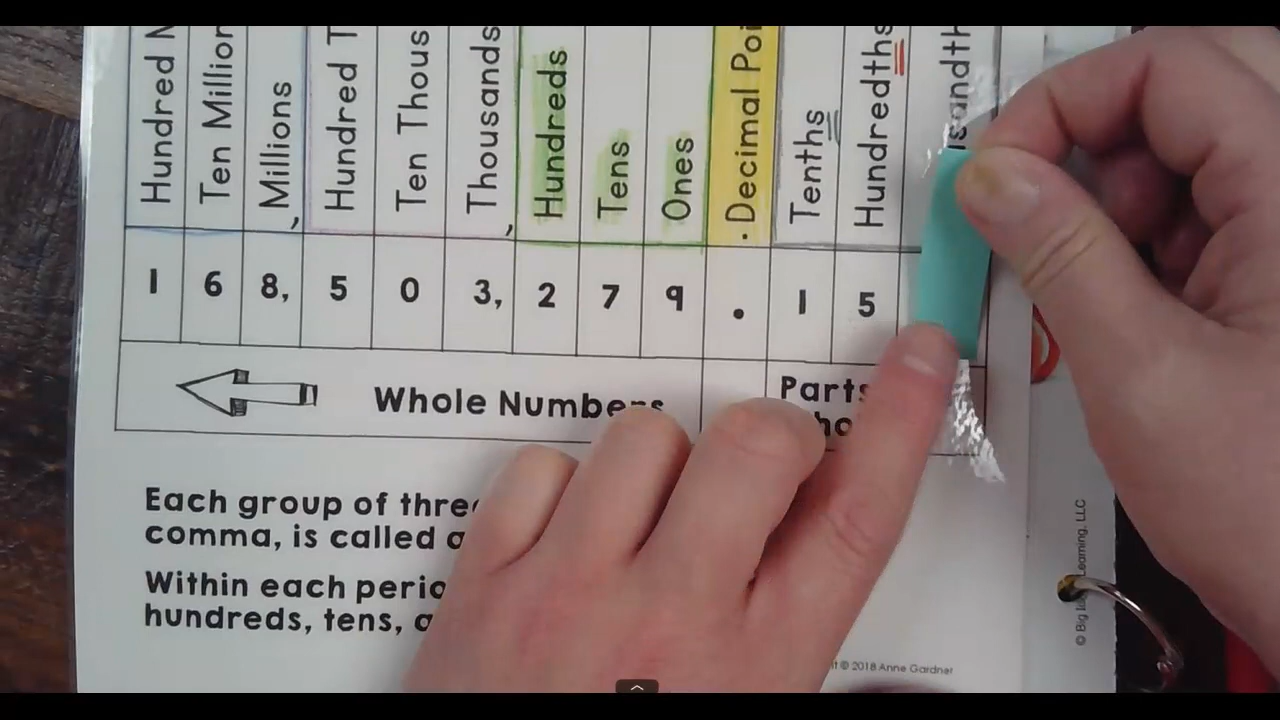 Hundred
Ten Million
Millions,
Hundred T
Ten Thous
Thousands,
Hundreds
Tens
Ones
.Decimal Poi
Tenths
Hundredths
sandth
1 6 8, 5 0 3, 2 7 9 . 1 5
Whole Numbers
Parts
Each group of three
comma, is called a
Within each perio
hundreds, tens, a
© 2018 Anne Gardner
© Big Learning, LLC